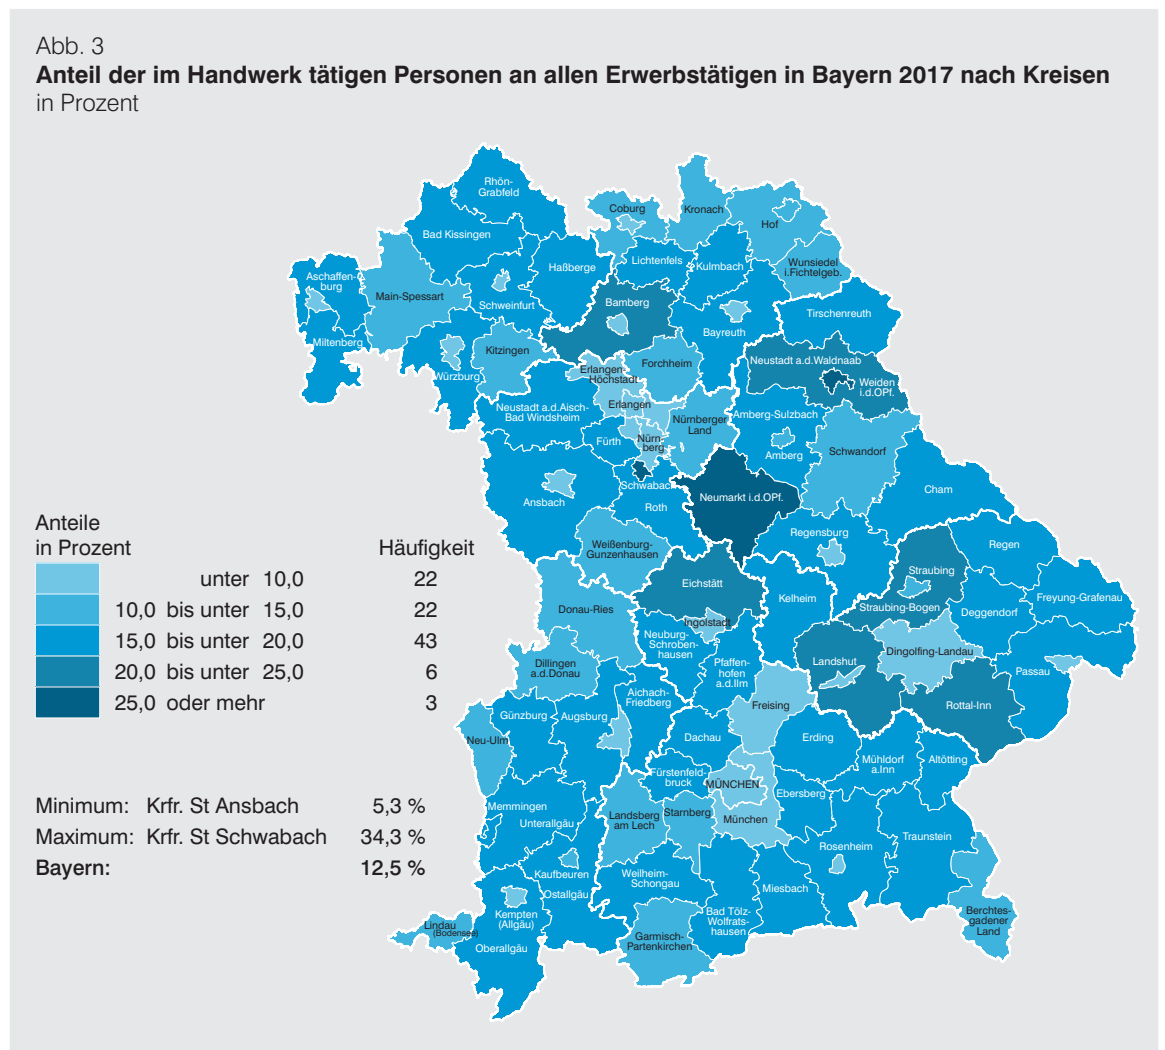 Abb. 3
Anteil der im Handwerk tätigen Personen an allen Erwerbstätigen in Bayern 2017 nach Kreisen
in Prozent
Rhön-
Grabfeld
Coburg
Kronach
Hof
Bad Kissingen
Lichtenfels
Kulmbach
Wunsiedel
i.Fichtelgeb.
Haßberge
Aschaffen-
burg
Main-Spessart
Schweinfurt
Bamberg
Tirschenreuth
Bayreuth
Miltenberg
Kitzingen
Neustadt a.d.Waldnaab
Forchheim
Erlangen-
Höchstadt
Würzburg
Weiden
i.d.OPf.
Erlangen
Neustadt a.d.Aisch-
Bad Windsheim
Amberg-Sulzbach
Nürnberger
Land
Fürth
Nürn-
berg
Amberg
Schwandorf
Schwabach
Ansbach
Roth
Neumarkt i.d.OPf.
Cham
Regensburg
Weißenburg-
Gunzenhausen
Regen
Straubing
Eichstätt
Kelheim
Freyung-Grafenau
Donau-Ries
Straubing-Bogen
Deggendorf
Ingolstadt
Neuburg-
Schroben-
hausen
Dingolfing-Landau
Pfaffen-
hofen
a.d.Ilm
Landshut
Passau
Dillingen
a.d.Donau
Aichach-
Friedberg
Freising
Rottal-Inn
Günzburg
Augsburg
Neu-Ulm
Dachau
Erding
Mühldorf
a.Inn
Altötting
Fürstenfeld-
bruck
MÜNCHEN
Ebersberg
Memmingen
Unterallgäu
Landsberg
am Lech
Starnberg
München
Traunstein
Rosenheim
Kaufbeuren
Weilheim-
Schongau
Miesbach
Ostallgäu
Kempten
(Allgäu)
Bad Tölz-
Wolfrats-
hausen
Berchtes-
gadener
Land
Lindau
(Bodensee)
Oberallgäu
Garmisch-
Partenkirchen
Anteile
in Prozent Häufigkeit
unter 10,0 22
10,0 bis unter 15,0 22
15,0 bis unter 20,0 43
20,0 bis unter 25,0 6
25,0 oder mehr 3
Minimum: Krfr. St Ansbach 5,3 %
Maximum: Krfr. St Schwabach 34,3 %
Bayern: 12,5 %